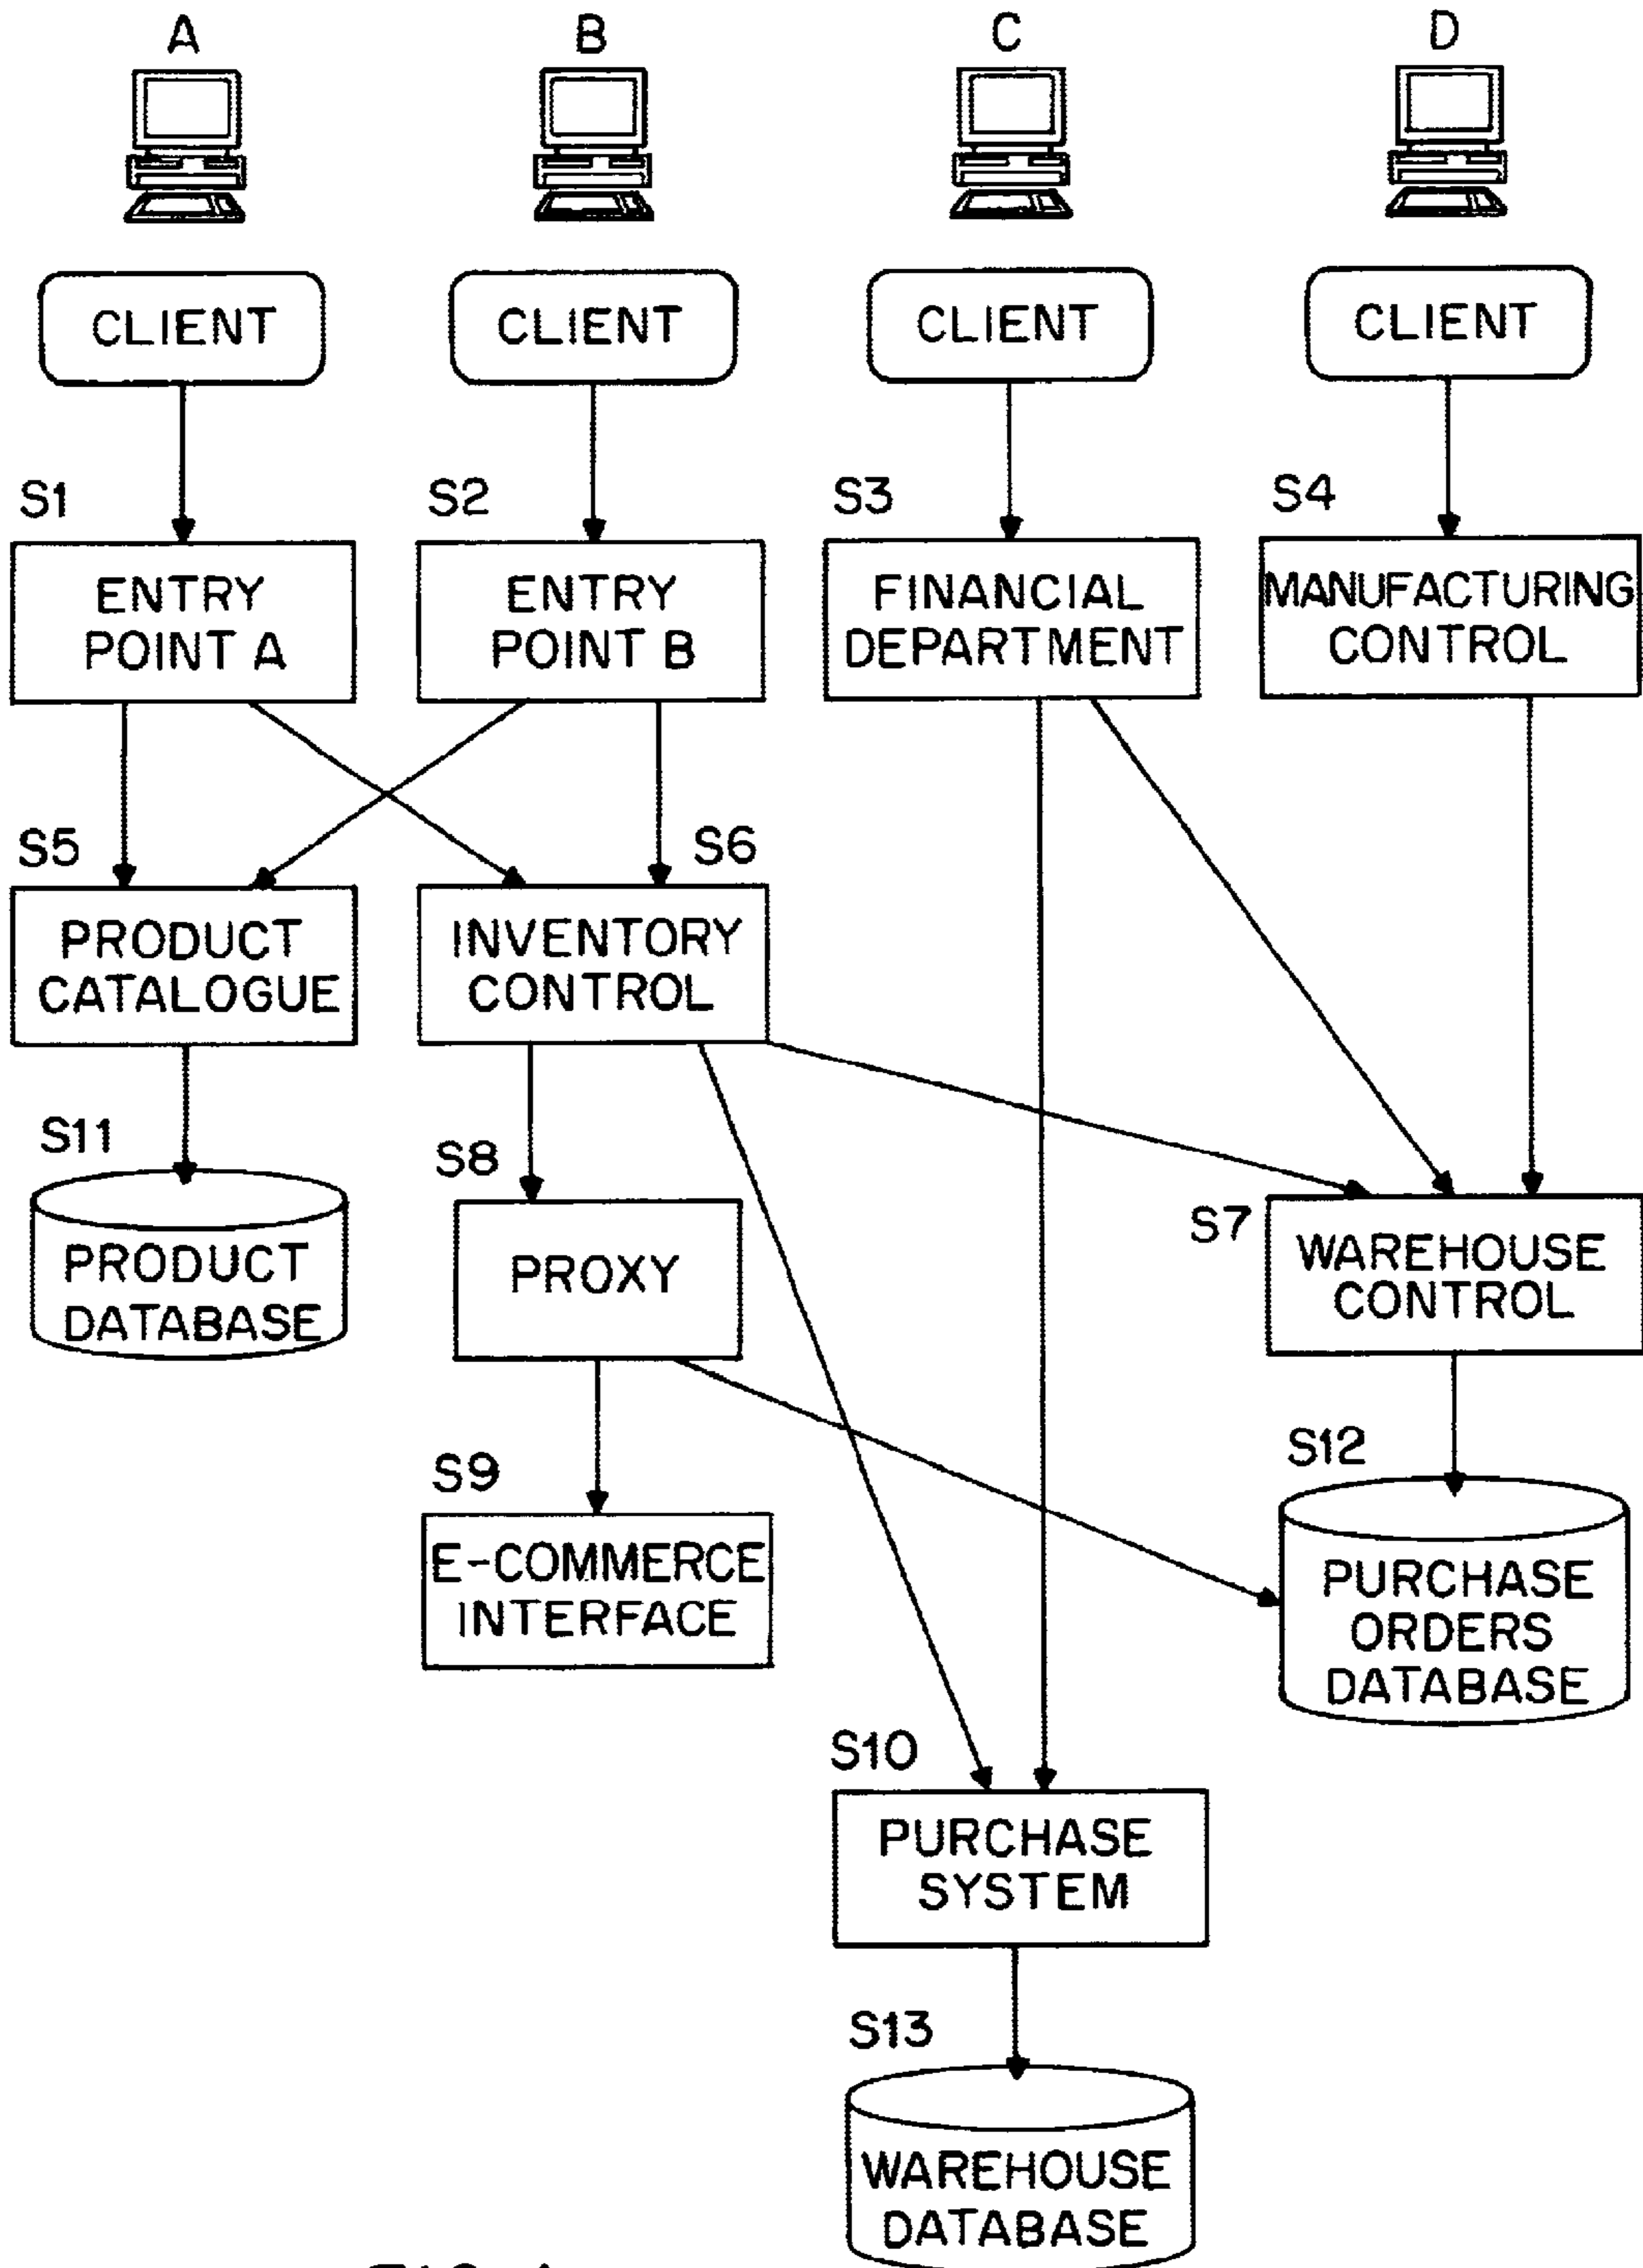 A
B
C
D
CLIENT
CLIENT
CLIENT
CLIENT
S1
S2
S3
S4
ENTRY
POINT A
ENTRY
POINT B
FINANCIAL
DEPARTMENT
MANUFACTURING
CONTROL
S5
S6
PRODUCT
CATALOGUE
INVENTORY
CONTROL
S11
S8
S7
PRODUCT
DATABASE
PROXY
WAREHOUSE
CONTROL
S9
S12
E-COMMERCE
INTERFACE
PURCHASE
ORDERS
DATABASE
S10
PURCHASE
SYSTEM
S13
WAREHOUSE
DATABASE